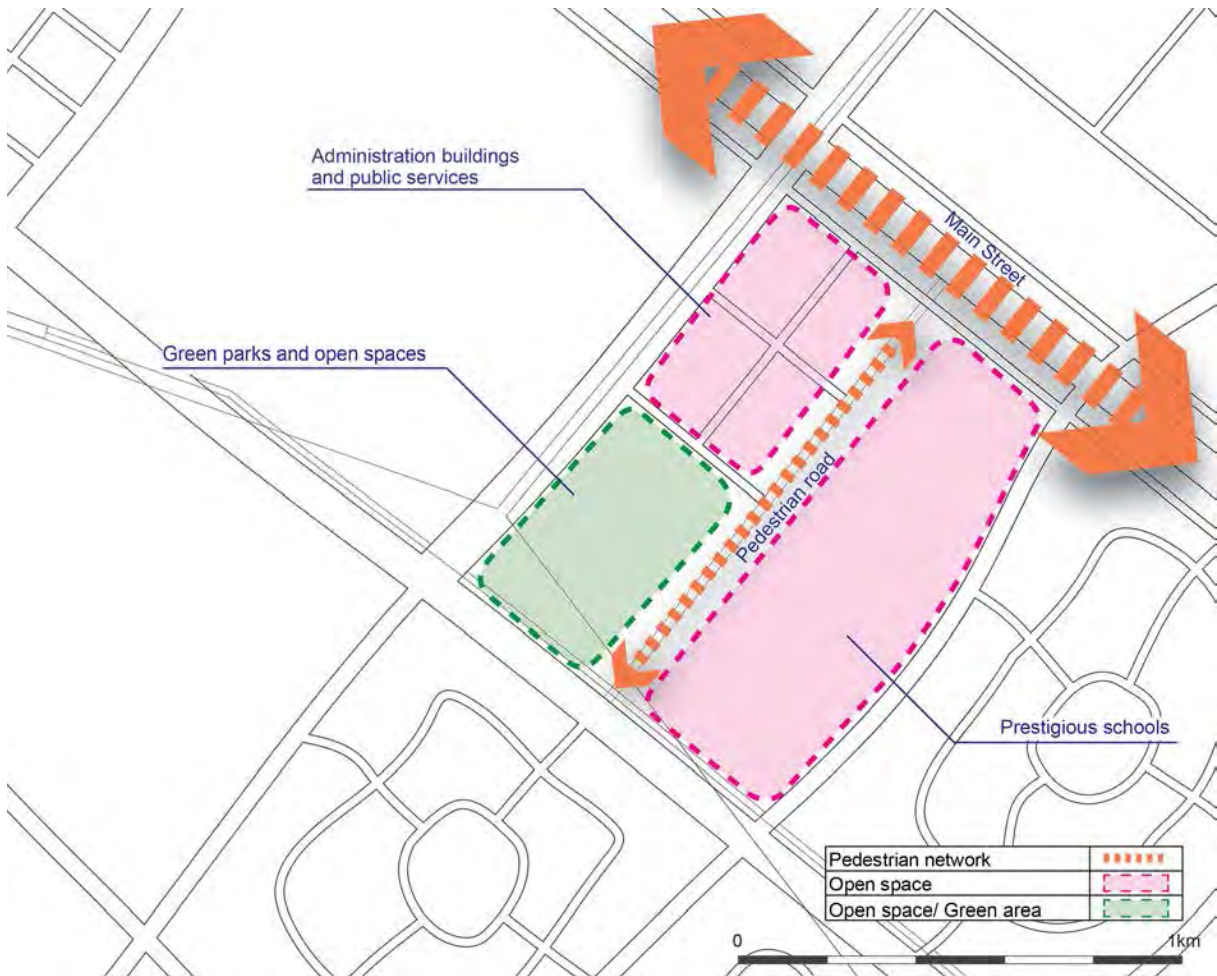 Administration buildings
and public services
Main Street
Green parks and open spaces
Pedestrian road
Prestigious schools
Pedestrian network
Open space
Open space/ Green area
0
1km